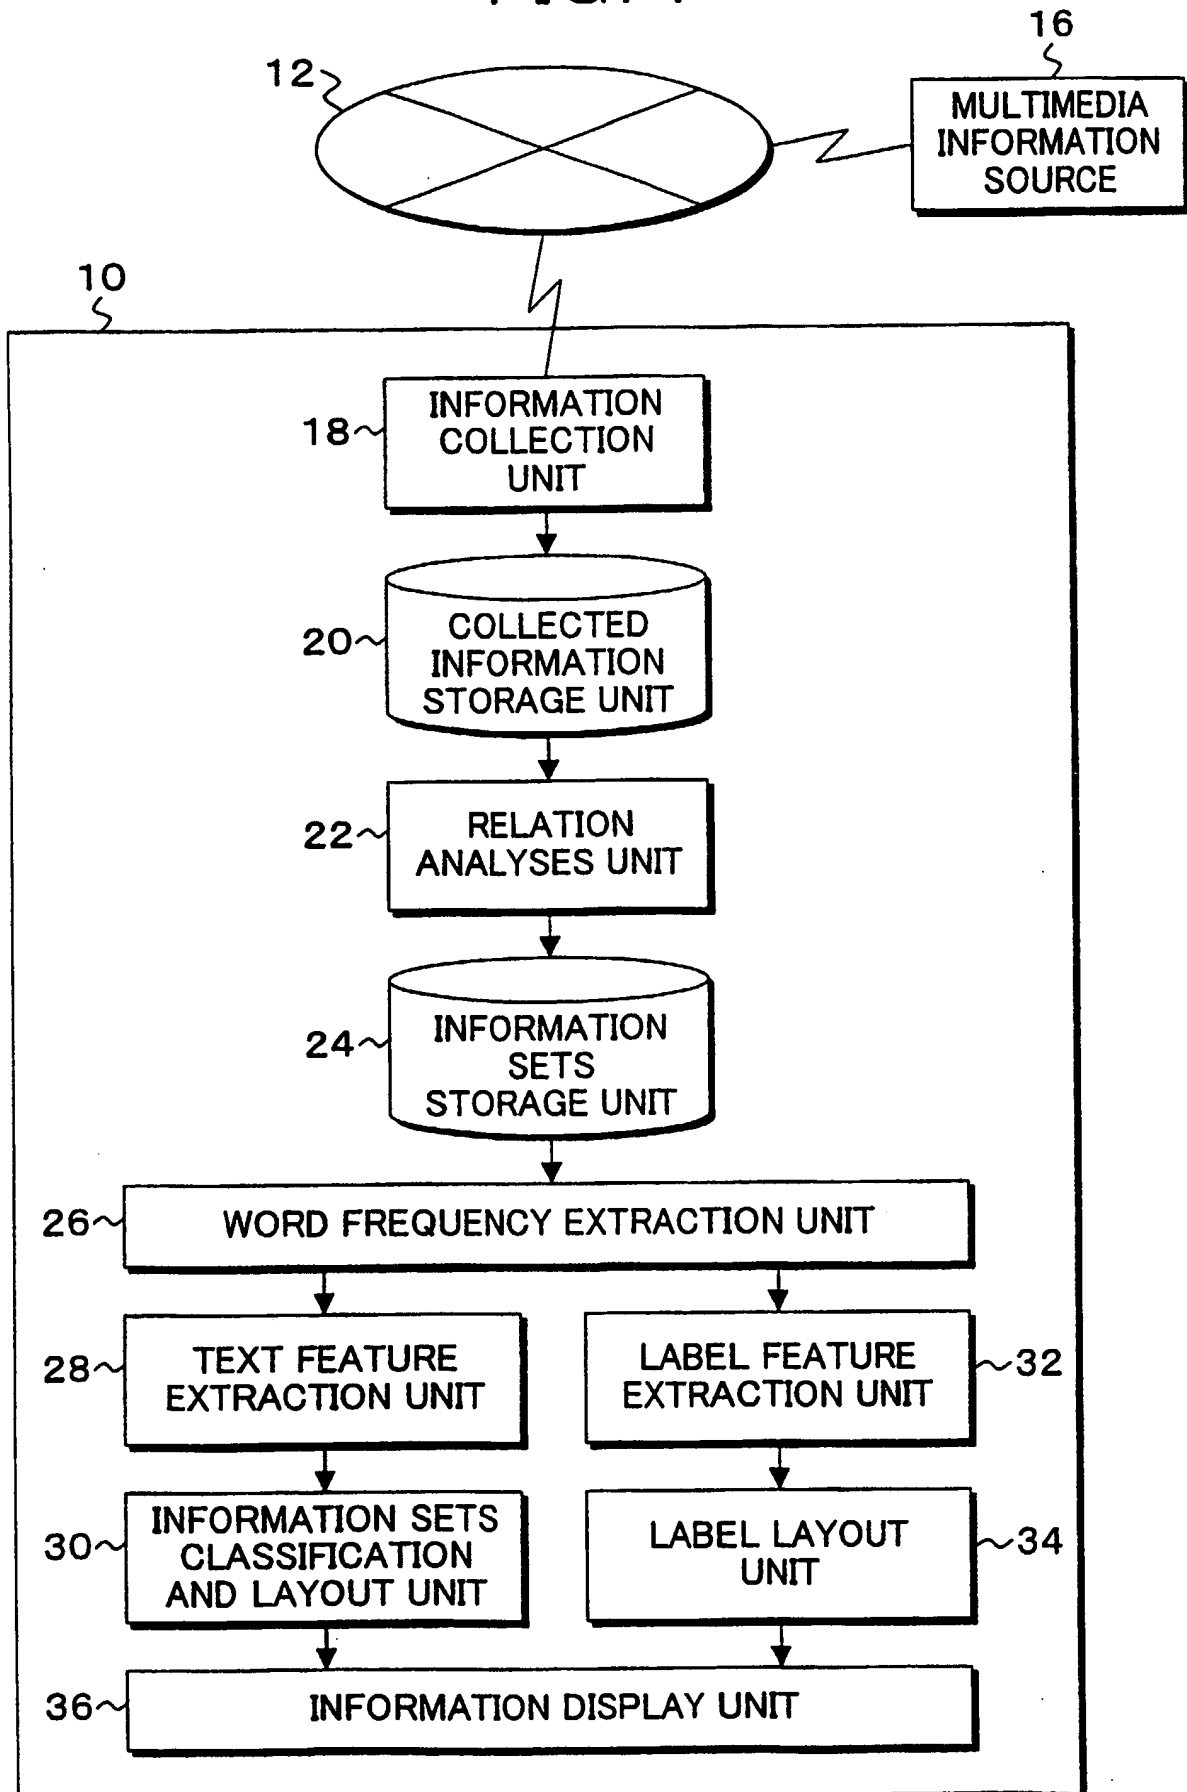 16
12
MULTIMEDIA
INFORMATION
SOURCE
10
INFORMATION
COLLECTION
UNIT
18
COLLECTED
INFORMATION
STORAGE UNIT
20
RELATION
ANALYSES UNIT
22
INFORMATION
SETS
STORAGE UNIT
24
26
WORD FREQUENCY EXTRACTION UNIT
28
TEXT FEATURE
EXTRACTION UNIT
LABEL FEATURE
EXTRACTION UNIT
32
30
INFORMATION SETS
CLASSIFICATION
AND LAYOUT UNIT
LABEL LAYOUT
UNIT
34
36
INFORMATION DISPLAY UNIT